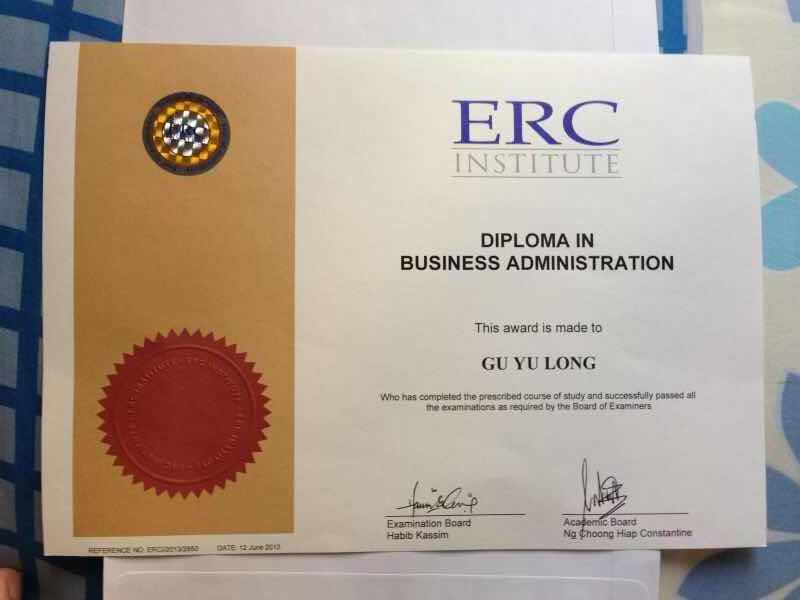 ERC
INSTITUTE
DIPLOMA IN
BUSINESS ADMINISTRATION
This award is made to
GU YU LONG
Who has completed the prescribed course of study and successfully passed all
the examinations as required by the Board of Examiners
Examination Board
Habib Kassim
Academic Board
Ng Choong Hiap Constantine
REFERENCE NO: DATE: 12 June 2013